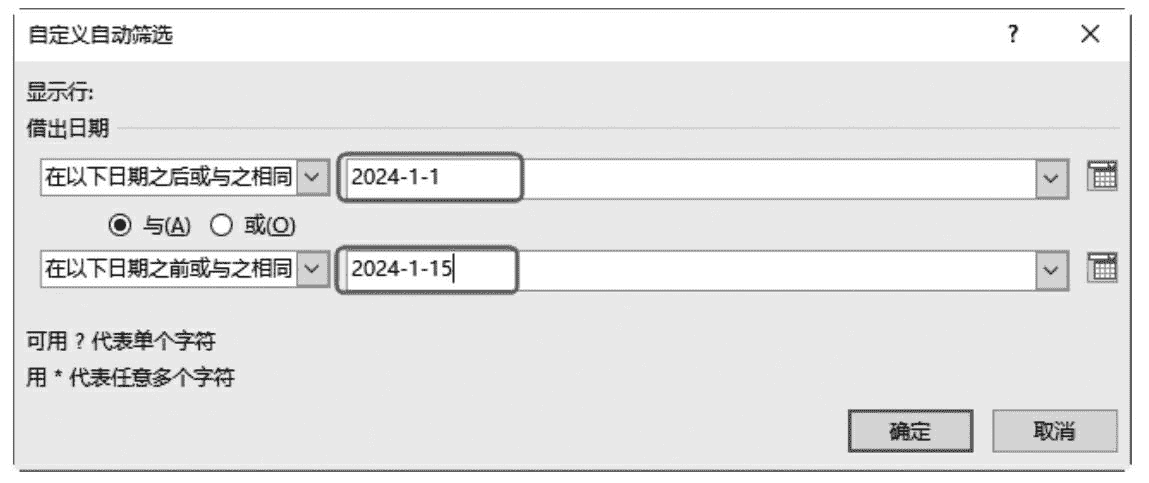 自定义自动筛选 ?
显示行:
借出日期
在以下日期之后或与之相同 2024-1-1
与(A) 或(O)
在以下日期之前或与之相同 2024-1-15
可用 ? 代表单个字符
用 * 代表任意多个字符
确定 取消